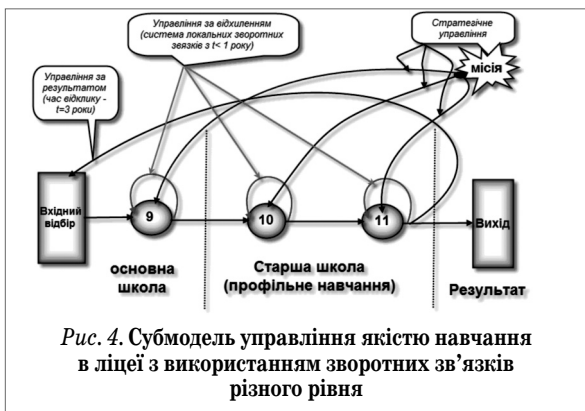 Управління за відхиленням
(система локальних зворотних
звязків з t< 1 року)
Стратегічне
управління
місія
Управління за
результатом
(час відклику -
t=3 роки)
Вхідний
відбір
9
10
11
Вихід
основна
школа
Старша школа
(профільне навчання)
Результат
Рис. 4. Субмодель управління якістю навчання
в ліцеї з використанням зворотних зв’язків
різного рівня